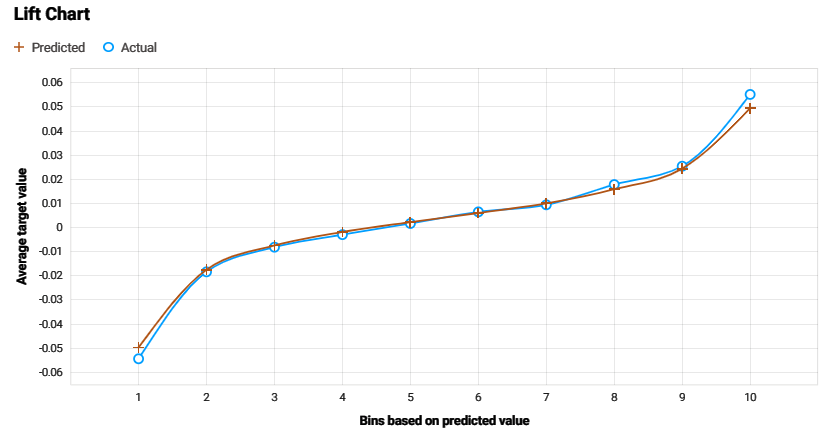 Lift Chart
Predicted Actual
0.06
0.05
0.04
0.03
0.02
0.01
0
-0.01
-0.02
-0.03
-0.04
-0.05
-0.06
Average target value
1 2 3 4 5 6 7 8 9 10
Bins based on predicted value